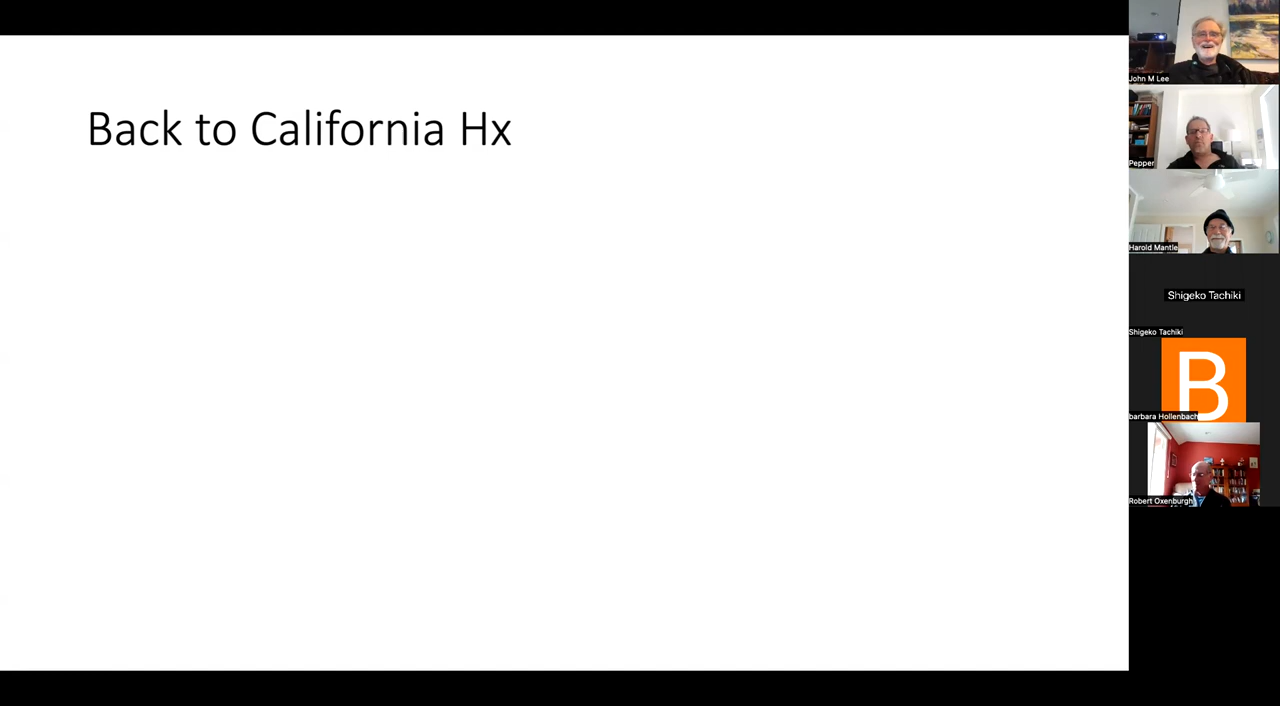 Back to California Hx
John M Lee
Pepper
Harold Mantle
Shigeko Tachiki
Shigeko Tachiki
B
barbara Hollenbach
Robert Oxenburgh